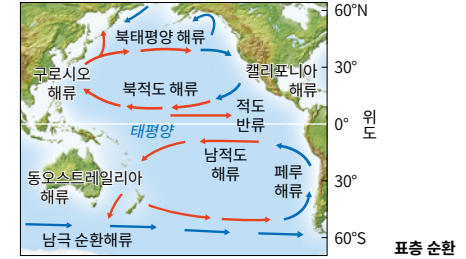 60°N
북태평양 해류
30°
구로시오
해류
캘리포니아
해류
북적도 해류
적도
반류
태평양
0°
위도
남적도
해류
페루
해류
동오스트레일리아
해류
30°
남극 순환해류
60°S
표층 순환